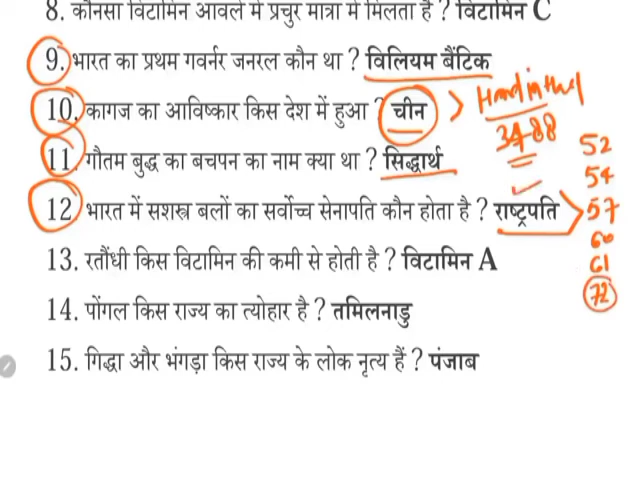 8. कौनसा विटामिन आंवले में प्रचुर मात्रा में मिलता है? विटामिन C
9. भारत का प्रथम गवर्नर जनरल कौन था ? विलियम बैंटिक
10. कागज का आविष्कार किस देश में हुआ ? चीन
11. गौतम बुद्ध का बचपन का नाम क्या था ? सिद्धार्थ
12 भारत में सशस्त्र बलों का सर्वोच्च सेनापति कौन होता है ? राष्ट्रपति
13. रतौंधी किस विटामिन की कमी से होती है ? विटामिन A
14. पोंगल किस राज्य का त्योहार है ? तमिलनाडु
15. गिद्धा और भंगड़ा किस राज्य के लोक नृत्य हैं ? पंजाब
52
54
57
60
61
72